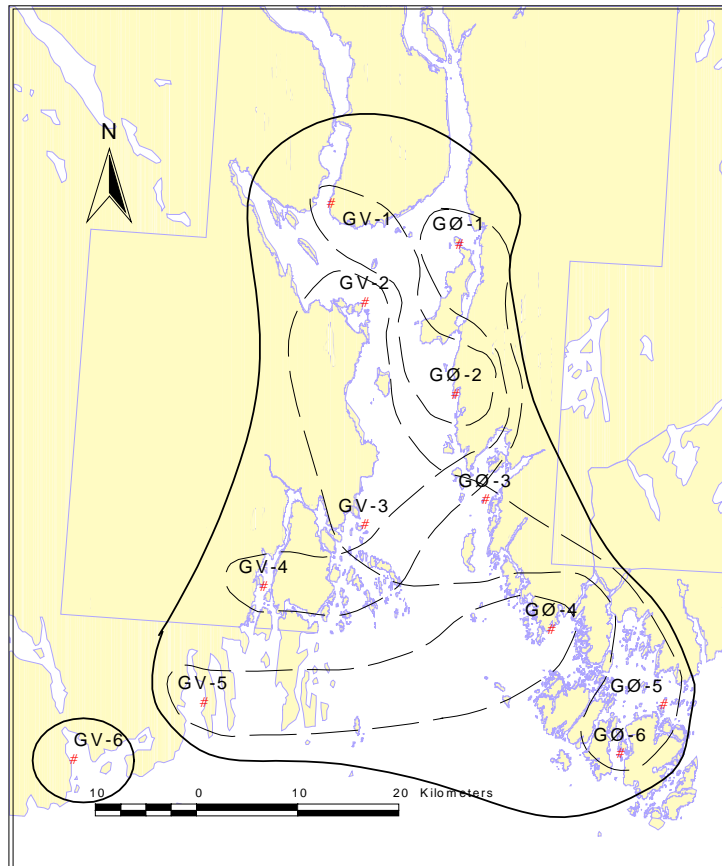 N
GV-1
GØ-1
GV-2
GØ-2
GØ-3
GV-3
GV-4
GØ-4
GV-5
GØ-5
GØ-6
GV-6
10 0 10 20 Kilometers
#
#
#
#
#
#
#
#
#
#
#
#